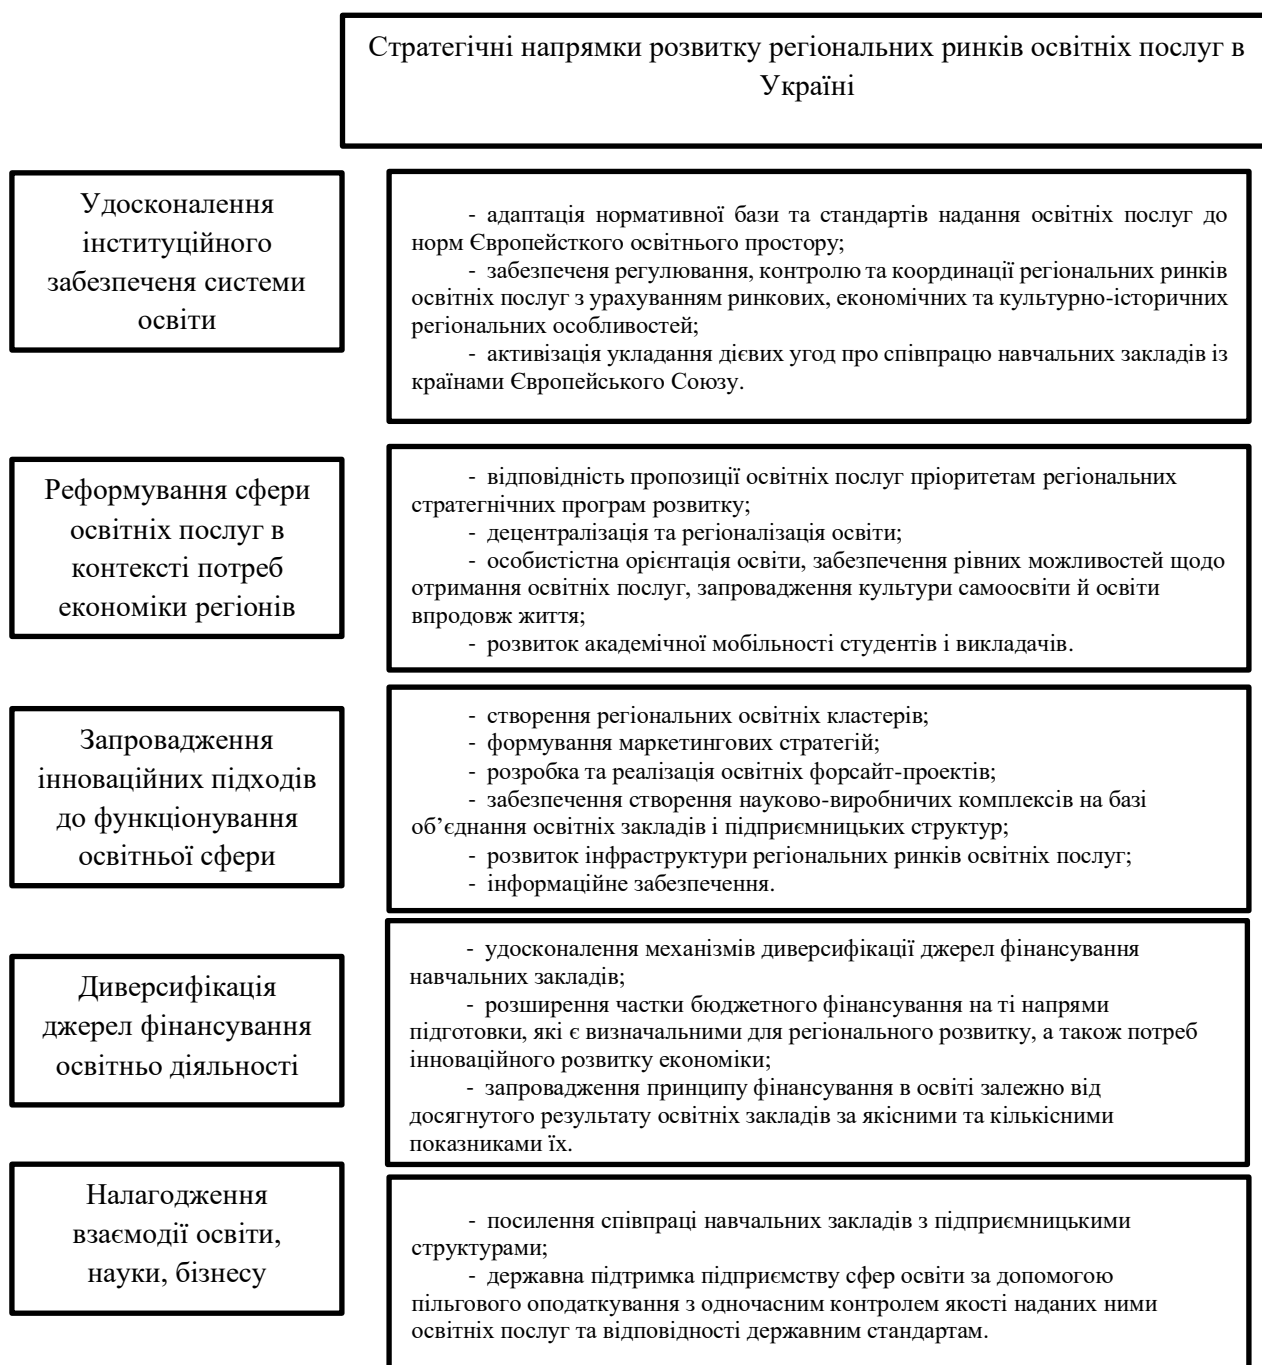 Стратегічні напрямки розвитку регіональних ринків освітніх послуг в
Україні
Удосконалення
інституційного
забезпеченя системи
освіти
- адаптація нормативної бази та стандартів надання освітніх послуг до
норм Європейсткого освітнього простору;
- забезпеченя регулювання, контролю та координації регіональних ринків
освітніх послуг з урахуванням ринкових, економічних та культурно-історичних
регіональних особливостей;
- активізація укладання дієвих угод про співпрацю навчальних закладів із
країнами Європейського Союзу.
Реформування сфери
освітніх послуг в
контексті потреб
економіки регіонів
- відповідність пропозиції освітніх послуг пріоритетам регіональних
стратегнічних програм розвитку;
- децентралізація та регіоналізація освіти;
- особистістна орієнтація освіти, забезпечення рівних можливостей щодо
отримання освітніх послуг, запровадження культури самоосвіти й освіти
впродовж життя;
- розвиток академічної мобільності студентів і викладачів.
Запровадження
інноваційних підходів
до функціонування
освітньої сфери
- створення регіональних освітніх кластерів;
- формування маркетингових стратегій;
- розробка та реалізація освітніх форсайт-проектів;
- забезпечення створення науково-виробничих комплексів на базі
об’єднання освітніх закладів і підприємницьких структур;
- розвиток інфраструктури регіональних ринків освітніх послуг;
- інформаційне забезпечення.
Диверсифікація
джерел фінансування
освітньо діяльності
- удосконалення механізмів диверсифікації джерел фінансування
навчальних закладів;
- розширення частки бюджетного фінансування на ті напрями
підготовки, які є визначальними для регіонального розвитку, а також потреб
інноваційного розвитку економіки;
- запровадження принципу фінансування в освіті залежно від
досягнутого результату освітніх закладів за якісними та кількісними
показниками їх.
Налагодження
взаємодії освіти,
науки, бізнесу
- посилення співпраці навчальних закладів з підприємницькими
структурами;
- державна підтримка підприємству сфер освіти за допомогою
пільгового оподаткування з одночасним контролем якості наданих ними
освітніх послуг та відповідності державним стандартам.